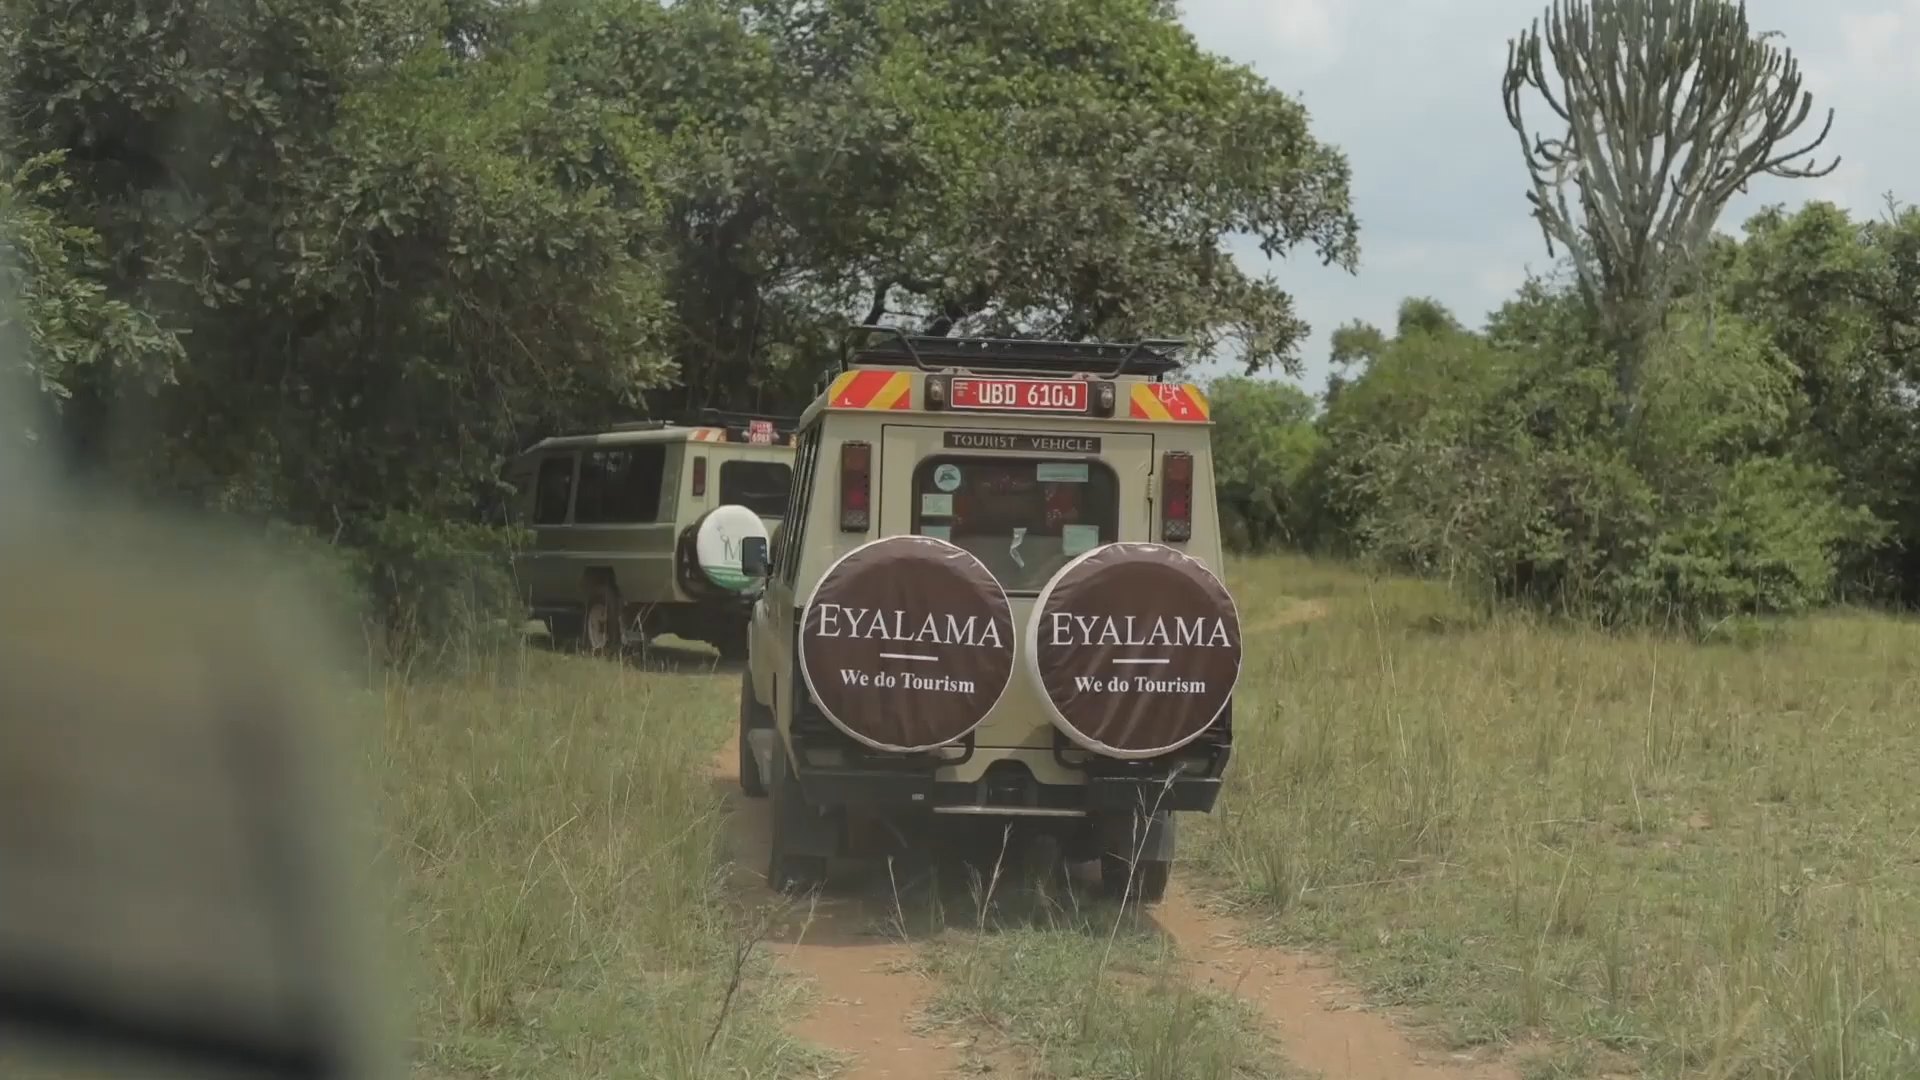 UBD 610J
TOURIST VEHICLE
L
R
M
EYALAMA
We do Tourism
EYALAMA
We do Tourism